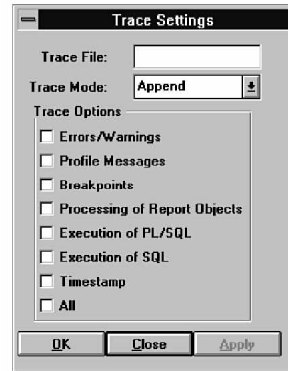 Trace Settings
Trace File:
Trace Mode: Append
Trace Options
Errors/Warnings
Profile Messages
Breakpoints
Processing of Report Objects
Execution of PL/SQL
Execution of SQL
Timestamp
All
OK Close Apply